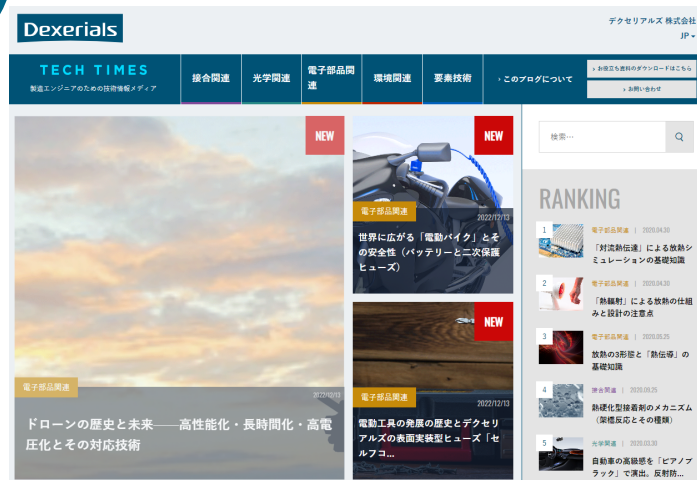 Dexerials
デクセリアルズ 株式会社
JP
TECH TIMES
製造エンジニアのための技術情報メディア
接合関連
光学関連
電子部品関
連
環境関連
要素技術
› このブログについて
› お役立ち資料のダウンロードはこちら
› お問い合わせ
NEW
電子部品関連
2022/12/13
ドローンの歴史と未来――高性能化・長時間化・高電
圧化とその対応技術
NEW
電子部品関連
2022/12/13
世界に広がる「電動バイク」とそ
の安全性（バッテリーと二次保護
ヒューズ）
NEW
電子部品関連
2022/12/13
電動工具の発展の歴史とデクセリ
アルズの表面実装型ヒューズ「セ
ルフコ...
検索…
RANKING
1
電子部品関連 | 2020.04.30
「対流熱伝達」による放熱シ
ミュレーションの基礎知識
2
電子部品関連 | 2020.04.30
「熱輻射」による放熱の仕組
みと設計の注意点
3
電子部品関連 | 2020.06.25
放熱の3形態と「熱伝導」の
基礎知識
4
接合関連 | 2020.09.25
熱硬化型接着剤のメカニズム
（架橋反応とその種類）
5
光学関連 | 2020.03.30
自動車の高級感を「ピアノブ
ラック」で演出。反射防...